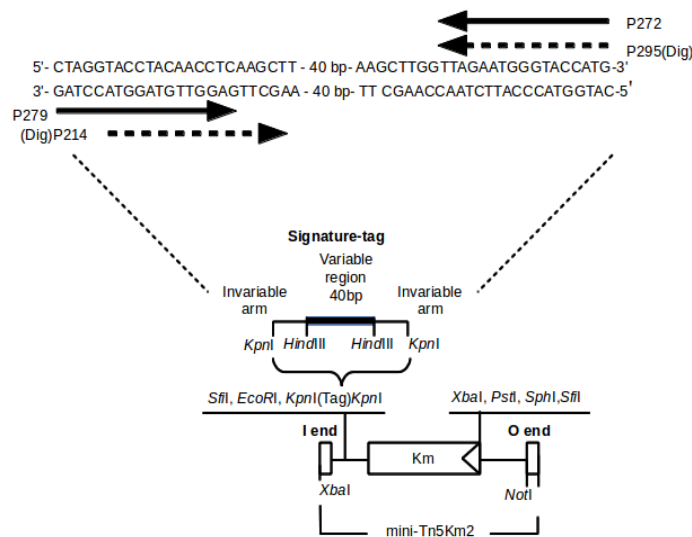 P272
P295(Dig)
5'- CTAGGTACCTACAACCTCAAGCTT - 40 bp- AAGCTTGGTTAGAATGGGTACCATG-3'
3'- GATCCATGGATGTTGGAGTTCGAA - 40 bp- TT CGAACCAATCTTACCCATGGTAC-5'
P279
(Dig)P214
Signature-tag
Variable
region
40bp
Invariable
arm
Invariable
arm
KpnI HindIII HindIII KpnI
SfiI, EcoRI, KpnI(Tag)KpnI
XbaI, PstI, SphI,SfiI
I end
O end
Km
XbaI
NotI
mini-Tn5Km2